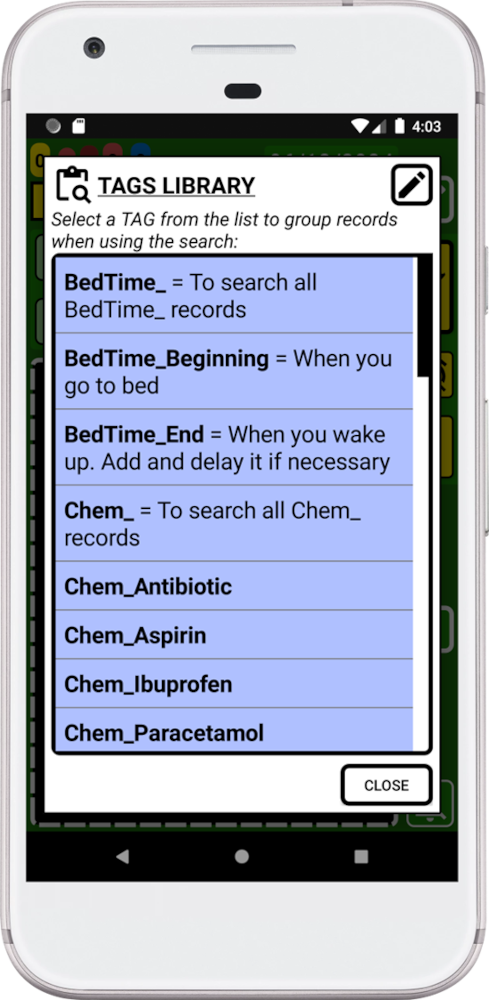 4:03
TAGS LIBRARY
Select a TAG from the list to group records
when using the search:
BedTime_ = To search all
BedTime_ records
BedTime_Beginning = When you
go to bed
BedTime_End = When you wake
up. Add and delay it if necessary
Chem_ = To search all Chem_
records
Chem_Antibiotic
Chem_Aspirin
Chem_Ibuprofen
Chem_Paracetamol
CLOSE